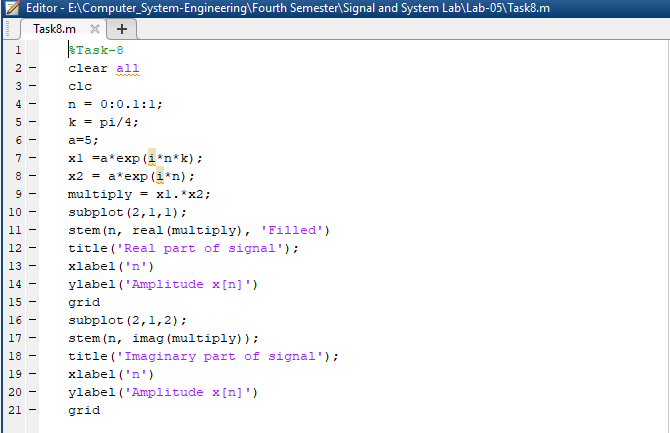 Editor - E:\Computer_System-Engineering\Fourth Semester\Signal and System Lab\Lab-05\Task8.m
Task8.m × +
1 %Task-8
2 - clear all
3 - clc
4 - n = 0:0.1:1;
5 - k = pi/4;
6 - a=5;
7 - x1 =a*exp(i*n*k);
8 - x2 = a*exp(i*n);
9 - multiply = x1.*x2;
10 - subplot(2,1,1);
11 - stem(n, real(multiply), 'Filled')
12 - title('Real part of signal');
13 - xlabel('n')
14 - ylabel('Amplitude x[n]')
15 - grid
16 - subplot(2,1,2);
17 - stem(n, imag(multiply));
18 - title('Imaginary part of signal');
19 - xlabel('n')
20 - ylabel('Amplitude x[n]')
21 - grid